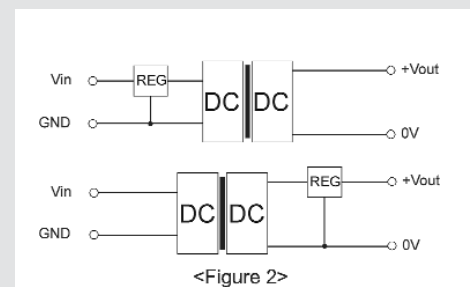 Vin REG DC DC +Vout
GND 0V
Vin DC DC REG +Vout
GND 0V
<Figure 2>